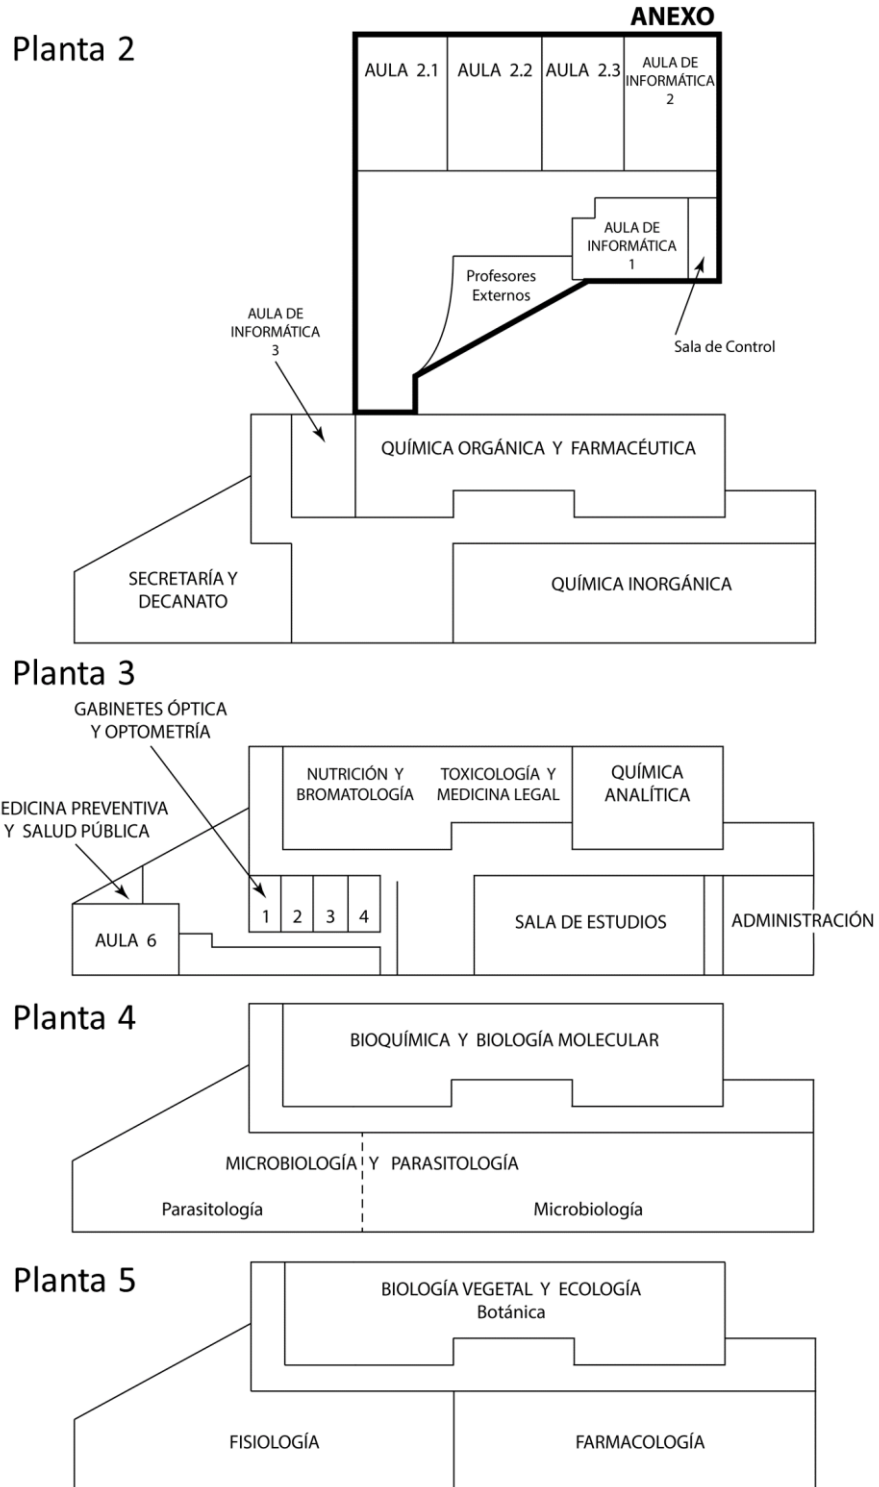 ANEXO
Planta 2
AULA 2.1
AULA 2.2
AULA 2.3
AULA DE
INFORMÁTICA
2
AULA DE
INFORMÁTICA
1
Profesores
Externos
Sala de Control
AULA DE
INFORMÁTICA
3
QUÍMICA ORGÁNICA Y FARMACÉUTICA
SECRETARÍA Y
DECANATO
QUÍMICA INORGÁNICA
Planta 3
GABINETES ÓPTICA
Y OPTOMETRÍA
EDICINA PREVENTIVA
Y SALUD PÚBLICA
NUTRICIÓN Y
BROMATOLOGÍA
TOXICOLOGÍA Y
MEDICINA LEGAL
QUÍMICA
ANALÍTICA
AULA 6
1 2 3 4
SALA DE ESTUDIOS
ADMINISTRACIÓN
Planta 4
BIOQUÍMICA Y BIOLOGÍA MOLECULAR
MICROBIOLOGÍA Y PARASITOLOGÍA
Parasitología
Microbiología
Planta 5
BIOLOGÍA VEGETAL Y ECOLOGÍA
Botánica
FISIOLOGÍA
FARMACOLOGÍA